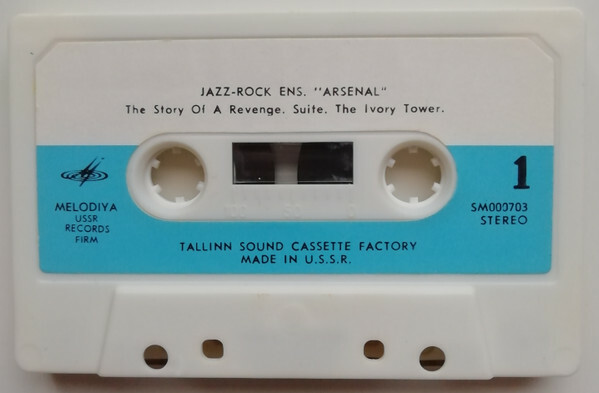 JAZZ-ROCK ENS. "ARSENAL"
The Story Of A Revenge. Suite. The Ivory Tower.
1
MELODIYA
USSR
RECORDS
FIRM
SM000703
STEREO
TALLINN SOUND CASSETTE FACTORY
MADE IN U.S.S.R.